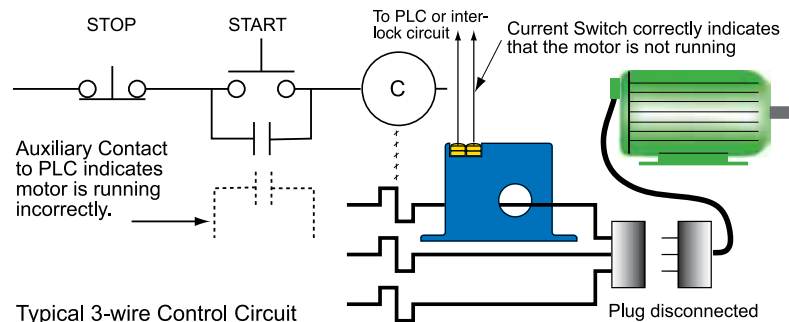 STOP
START
To PLC or inter-
lock circuit
Current Switch correctly indicates
that the motor is not running
C
Auxiliary Contact
to PLC indicates
motor is running
incorrectly.
Typical 3-wire Control Circuit
Plug disconnected